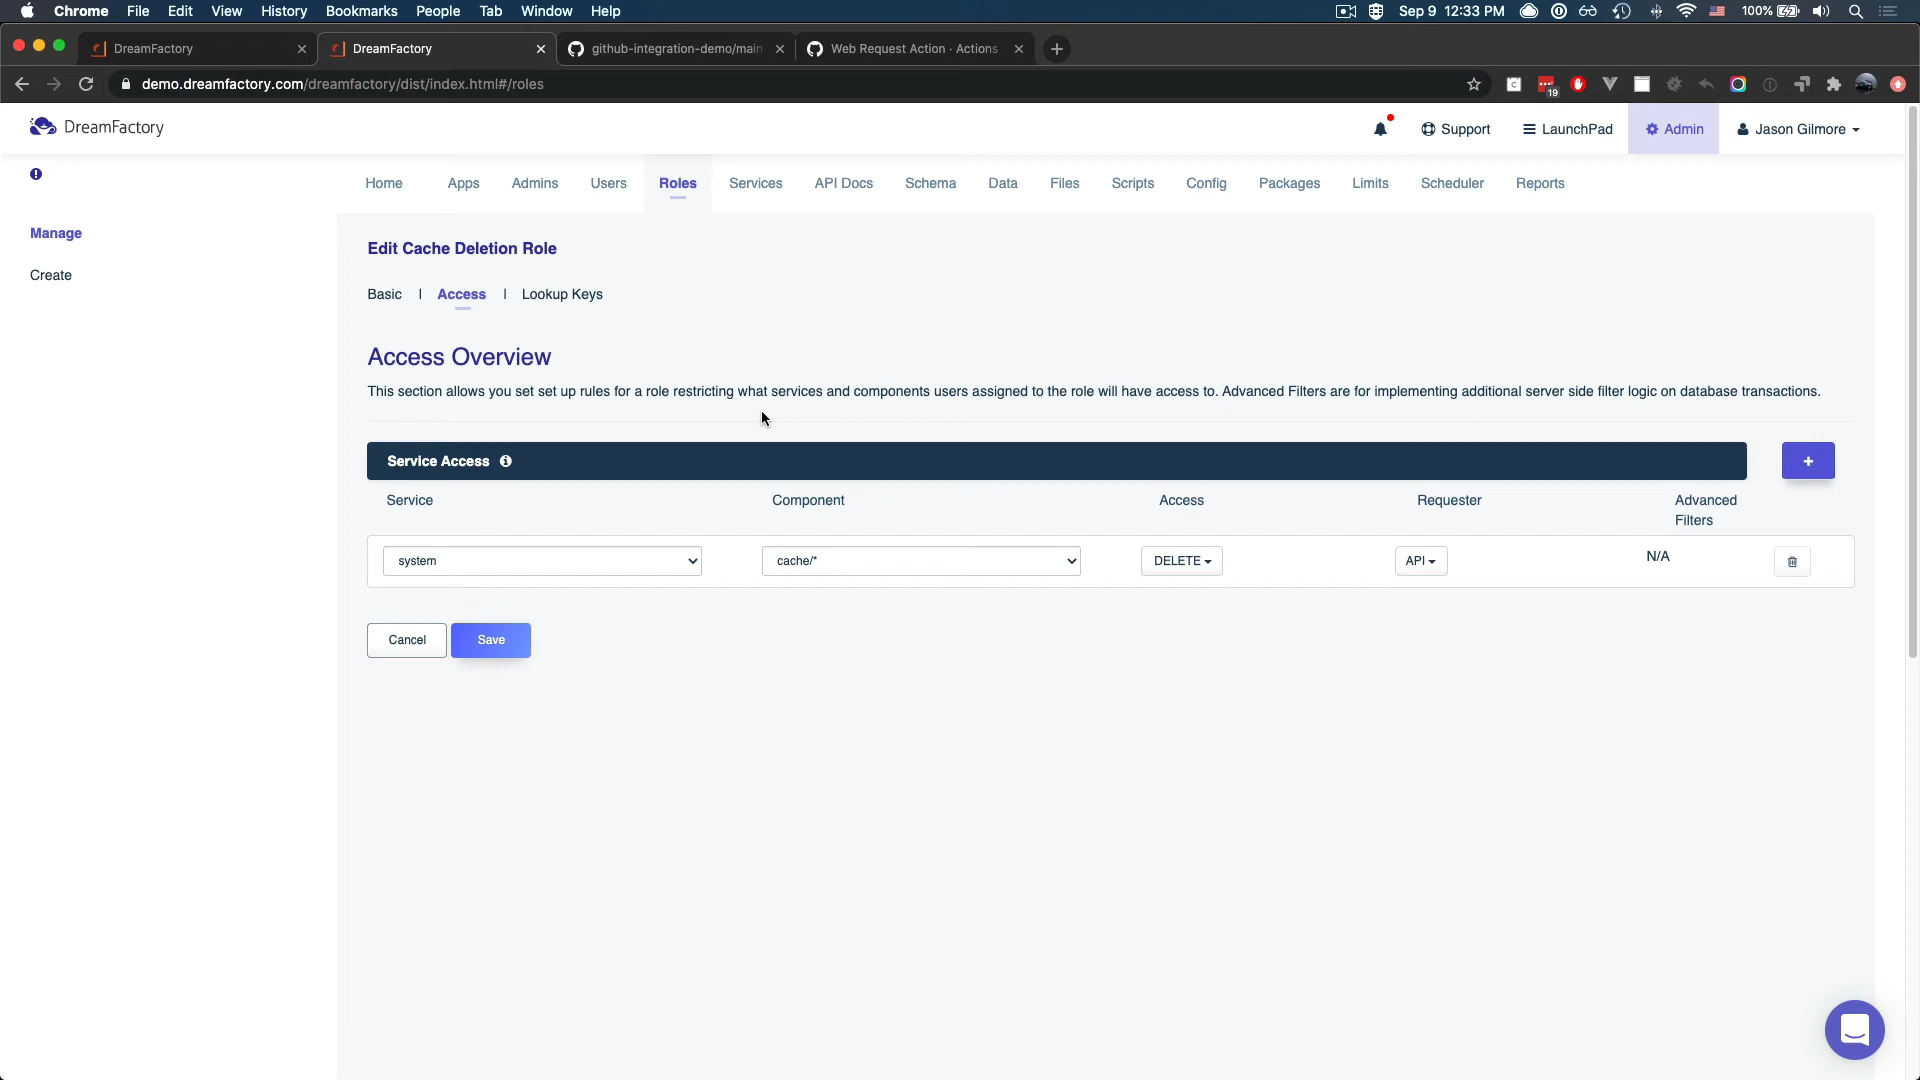 Chrome File Edit View History Bookmarks People Tab Window Help Sep 9 12:33 PM 100%
DreamFactory DreamFactory github-integration-demo/main Web Request Action · Actions
demo.dreamfactory.com/dreamfactory/dist/index.html#/roles 19
DreamFactory Support LaunchPad Admin Jason Gilmore
Home Apps Admins Users Roles Services API Docs Schema Data Files Scripts Config Packages Limits Scheduler Reports
Manage
Create
Edit Cache Deletion Role
Basic | Access | Lookup Keys
Access Overview
This section allows you set set up rules for a role restricting what services and components users assigned to the role will have access to. Advanced Filters are for implementing additional server side filter logic on database transactions.
Service Access +
Service Component Access Requester Advanced
Filters
system cache/* DELETE API N/A
Cancel Save